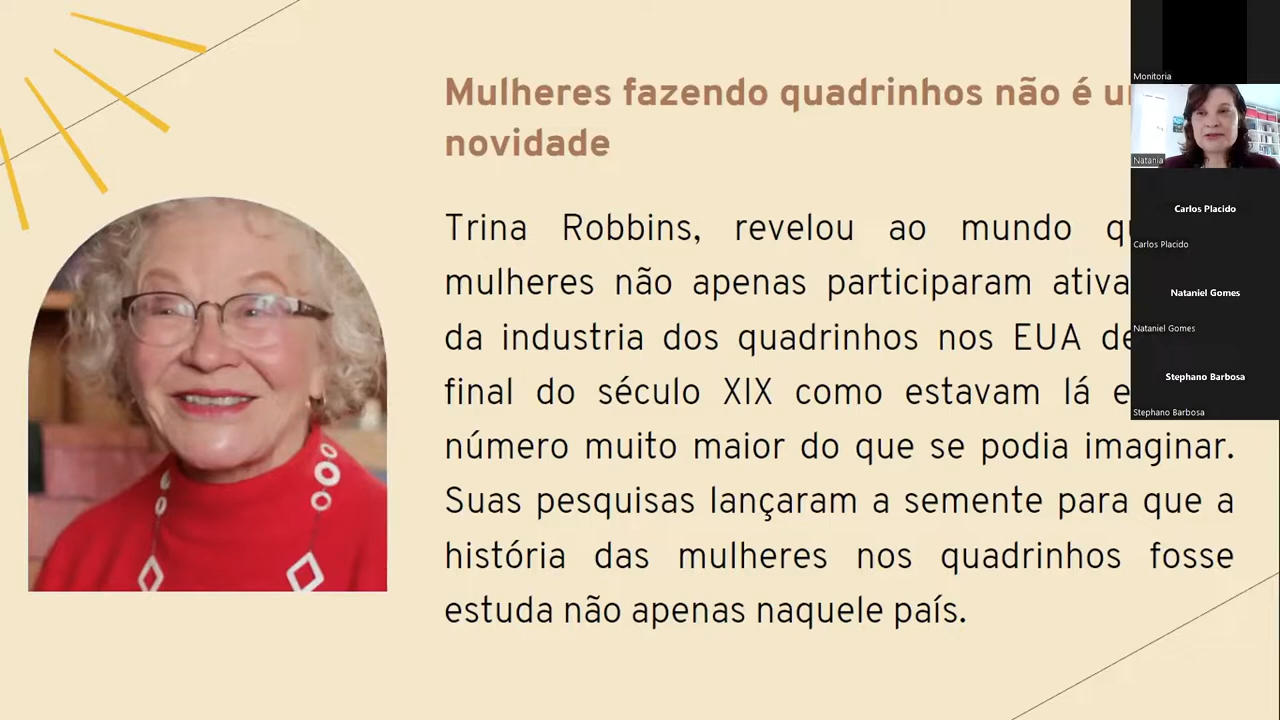 Mulheres fazendo quadrinhos não é
novidade
Trina Robbins, revelou ao mundo
mulheres não apenas participaram
da industria dos quadrinhos nos EUA
final do século XIX como estavam lá
número muito maior do que se podia imaginar.
Suas pesquisas lançaram a semente para que a
história das mulheres nos quadrinhos fosse
estuda não apenas naquele país.
Monitoria
Natania
Carlos Placido
Carlos Placido
Nataniel Gomes
Nataniel Gomes
Stephano Barbosa
Stephano Barbosa